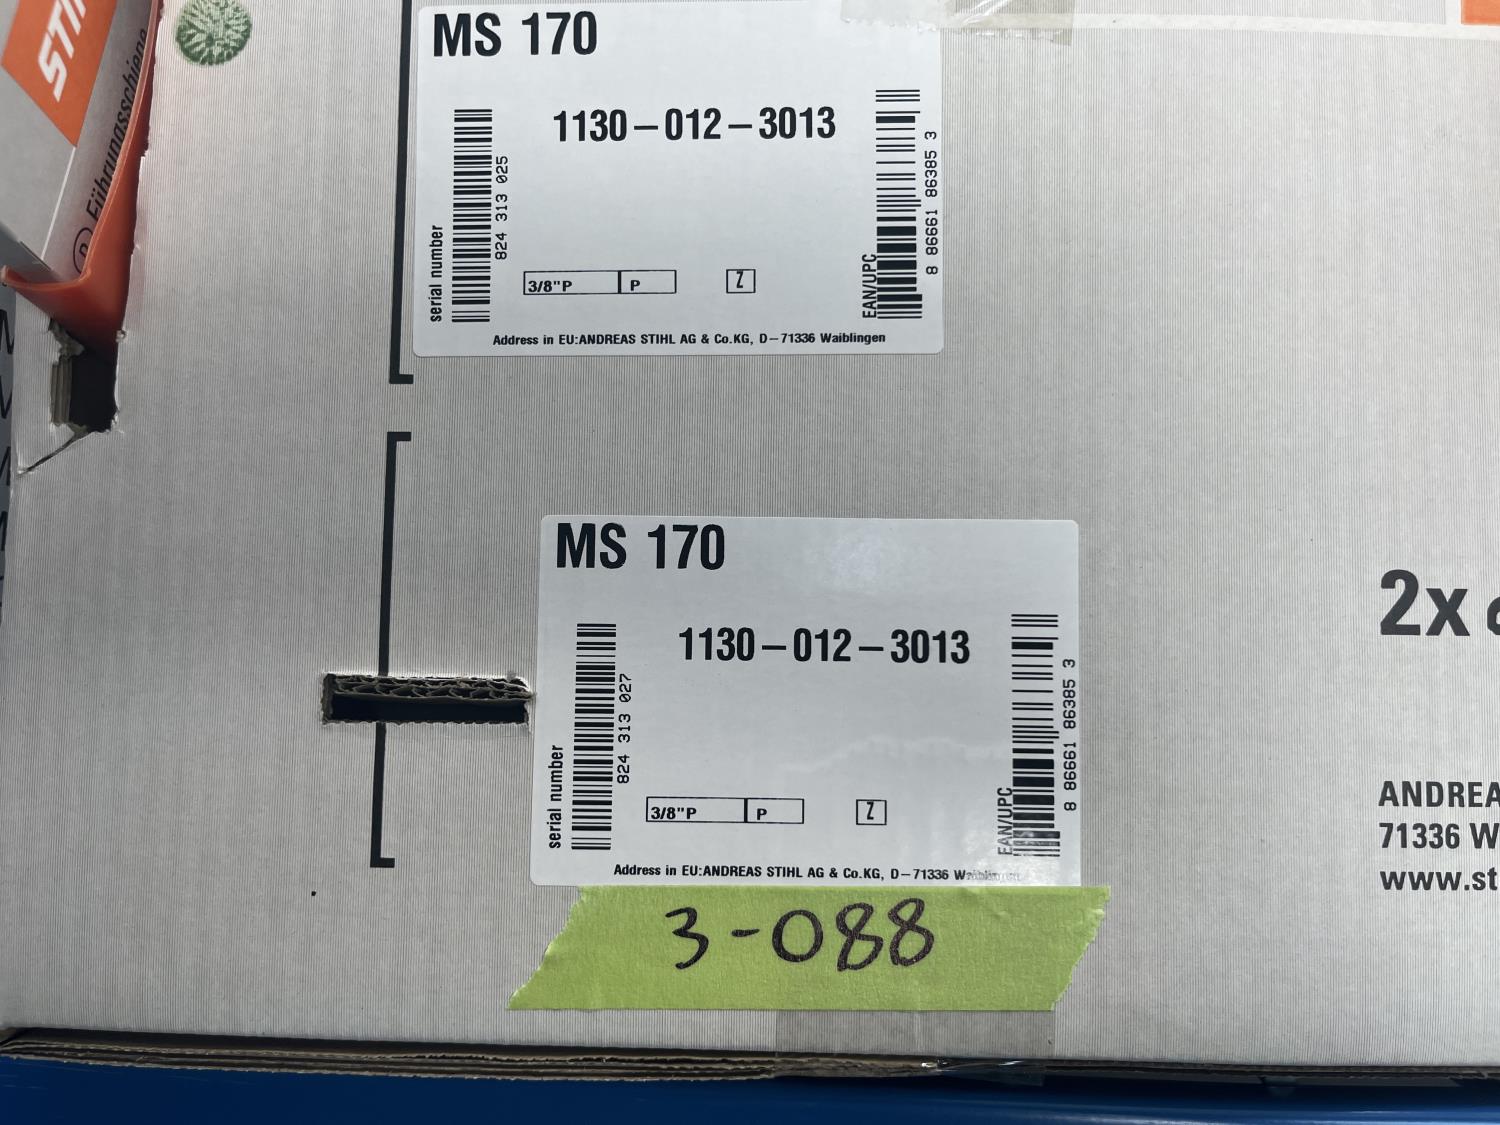 STI
Führungsschiene
D
MS 170
1130-012-3013
serial number
824 313 025
EAN/UPC
8 86661 86385 3
3/8"P P Z
Address in EU:ANDREAS STIHL AG & Co.KG, D-71336 Waiblingen
MS 170
1130-012-3013
serial number
824 313 027
EAN/UPC
8 86661 86385 3
3/8"P P Z
Address in EU:ANDREAS STIHL AG & Co.KG, D-71336 Waiblingen
3-088
2x
ANDREA
71336 W
www.st